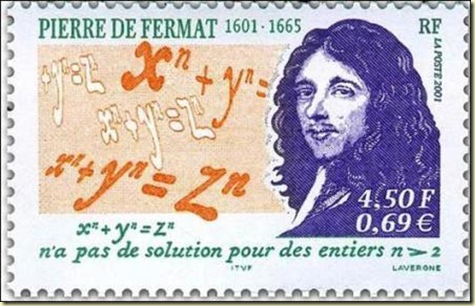 PIERRE DE FERMAT 1601 - 1665 RF
LA POSTE 2001
xⁿ + yⁿ =
xⁿ+yⁿ=Zⁿ
4,50 F
0,69 €
xⁿ + yⁿ = Zⁿ
n'a pas de solution pour des entiers n > 2
ITVF LAVERGNE